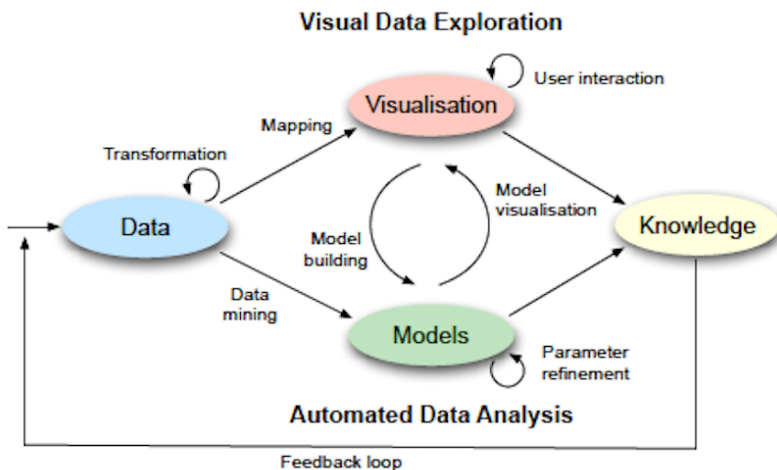 Visual Data Exploration
User interaction
Visualisation
Mapping
Transformation
Model
visualisation
Data
Knowledge
Model
building
Data
mining
Models
Parameter
refinement
Automated Data Analysis
Feedback loop